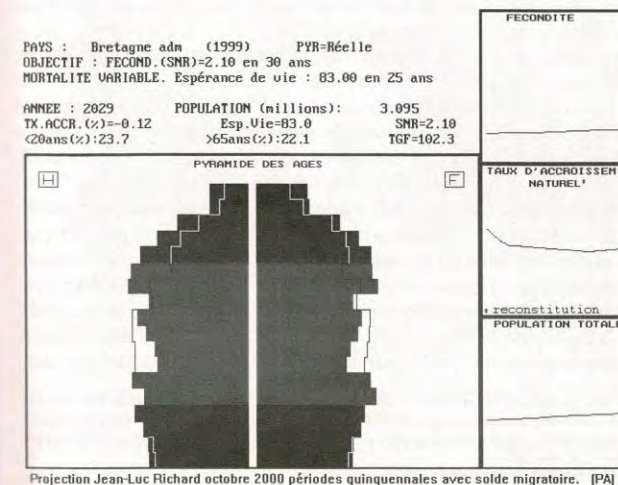 PAYS : Bretagne adm (1999) PYR=Réelle
OBJECTIF : FECOND.(SNR)=2.10 en 30 ans
MORTALITE VARIABLE. Espérance de vie : 83.00 en 25 ans
ANNEE : 2029 POPULATION (millions): 3.095
TX.ACCR.(%)=-0.12 Esp.Vie=83.0 SNR=2.10
<20ans(%):23.7 >65ans(%):22.1 TGF=102.3
PYRAMIDE DES AGES
H F
FECONDITE
TAUX D'ACCROISSEM
NATUREL*
* reconstitution
POPULATION TOTALE
Projection Jean-Luc Richard octobre 2000 périodes quinquennales avec solde migratoire. [PA]